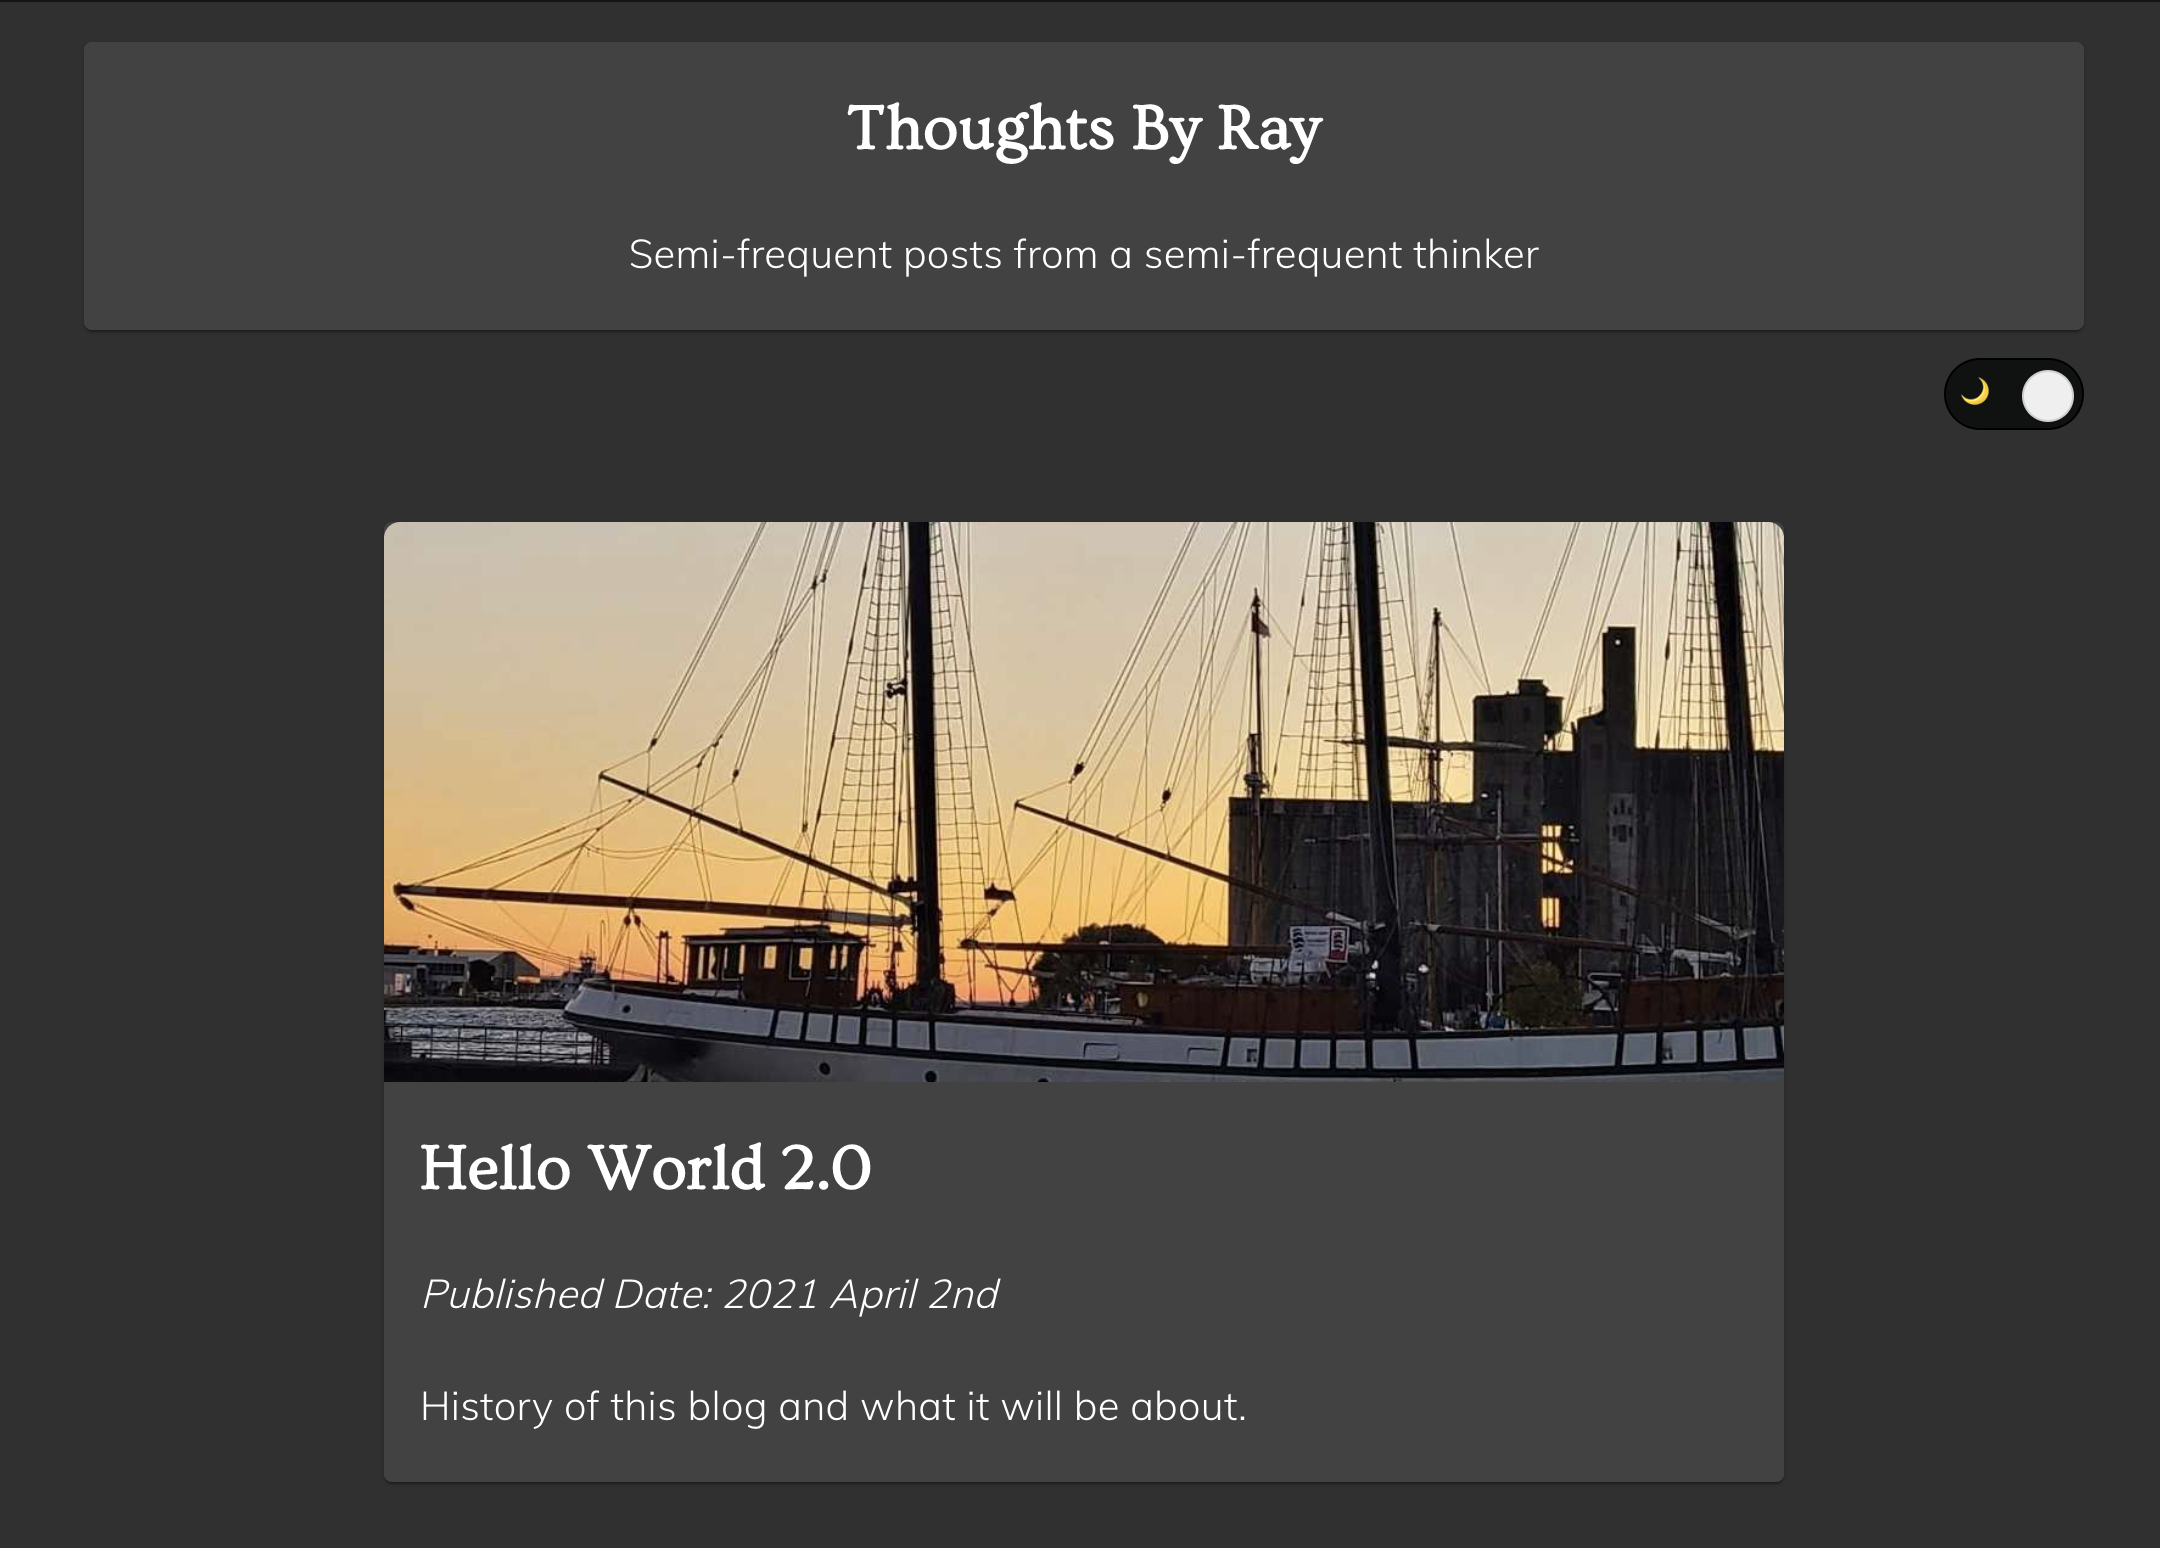 Thoughts By Ray
Semi-frequent posts from a semi-frequent thinker
Hello World 2.0
Published Date: 2021 April 2nd
History of this blog and what it will be about.